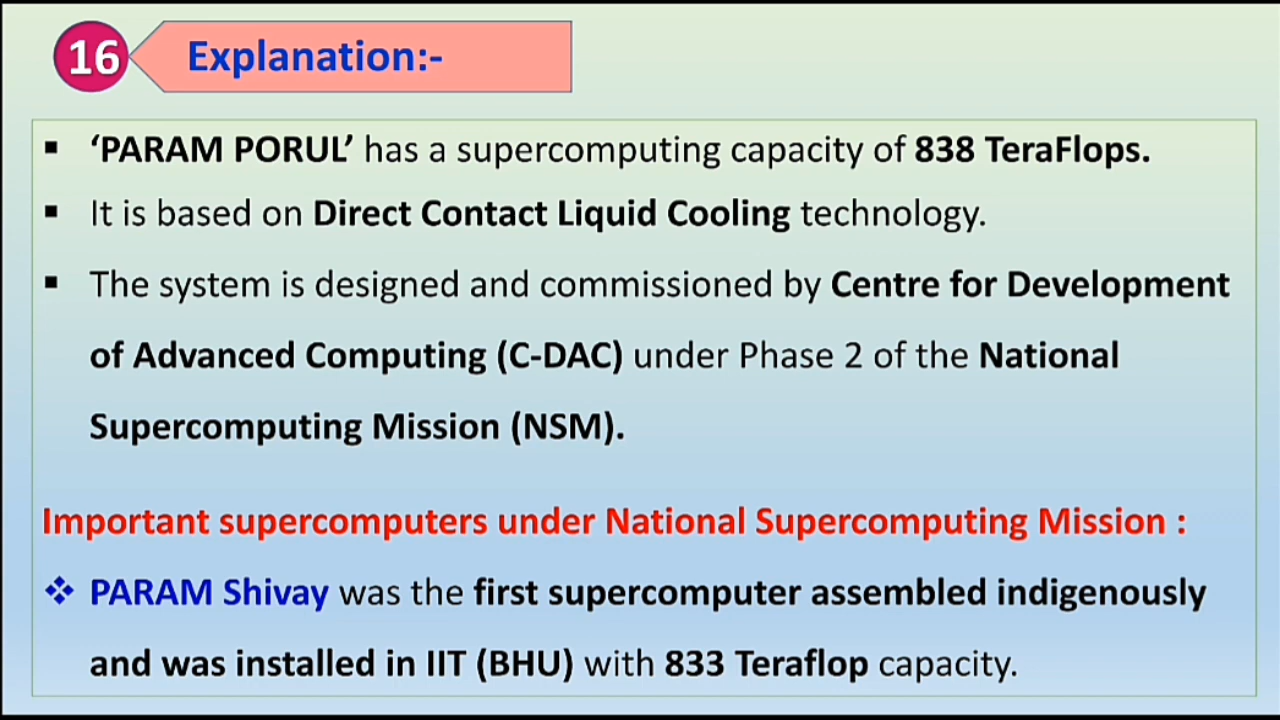 16 Explanation:-
▪ ‘PARAM PORUL’ has a supercomputing capacity of 838 TeraFlops.
▪ It is based on Direct Contact Liquid Cooling technology.
▪ The system is designed and commissioned by Centre for Development
of Advanced Computing (C-DAC) under Phase 2 of the National
Supercomputing Mission (NSM).
Important supercomputers under National Supercomputing Mission :
❖ PARAM Shivay was the first supercomputer assembled indigenously
and was installed in IIT (BHU) with 833 Teraflop capacity.